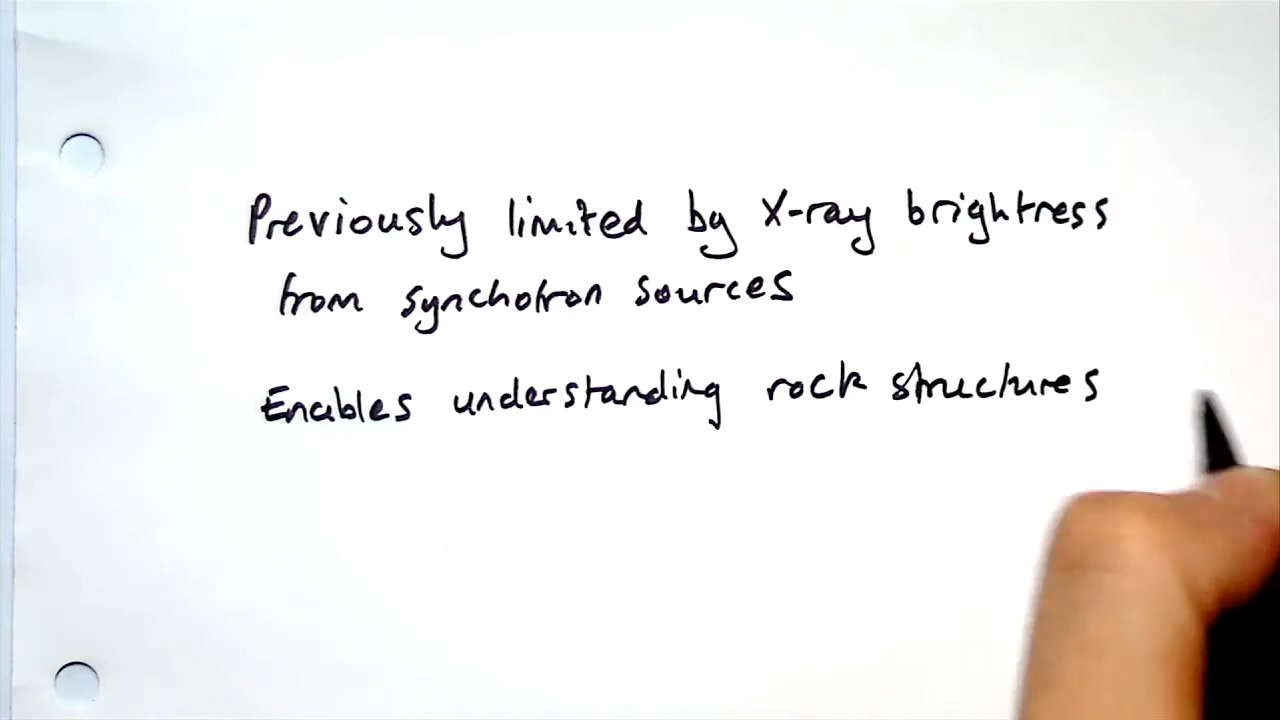 Previously limited by X-ray brightness
from synchotron sources
Enables understanding rock structures